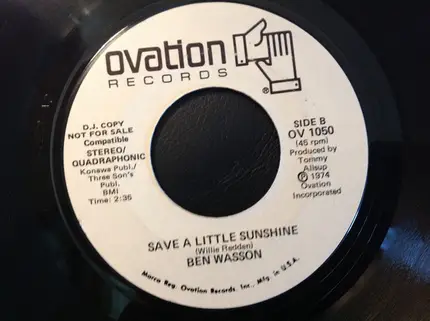 ovation
RECORDS
®
D.J. COPY
NOT FOR SALE
Compatible
STEREO/
QUADRAPHONIC
Konawa Publ./
Three Son's
Publ.
BMI
Time: 2:35
SIDE B
OV 1050
(45 rpm)
Produced by
Tommy
Allsup
℗ 1974
Ovation
Incorporated
SAVE A LITTLE SUNSHINE
(Willie Redden)
BEN WASSON
Marca Reg. Ovation Records, Inc., Mfg. in U.S.A.